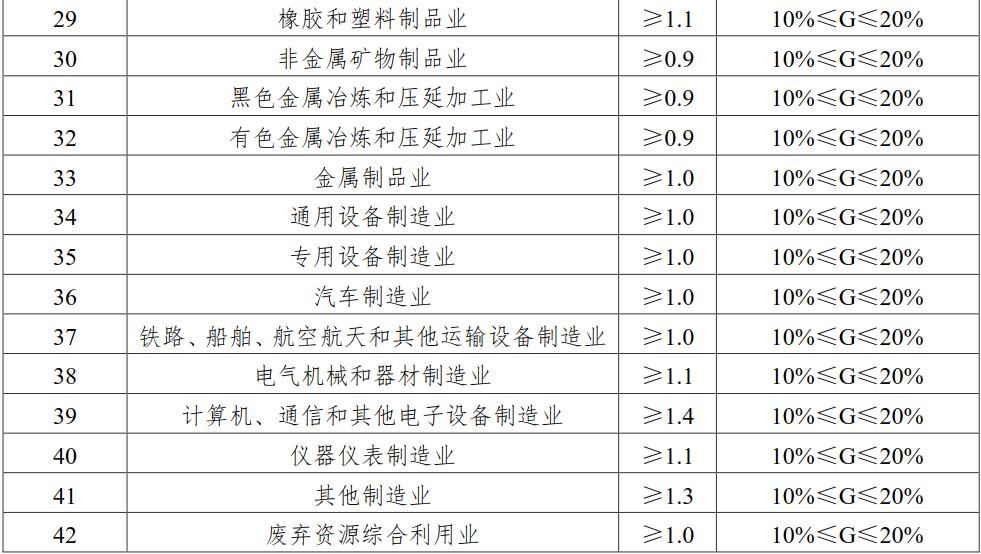 29 橡胶和塑料制品业 ≥1.1 10%≤G≤20%
30 非金属矿物制品业 ≥0.9 10%≤G≤20%
31 黑色金属冶炼和压延加工业 ≥0.9 10%≤G≤20%
32 有色金属冶炼和压延加工业 ≥0.9 10%≤G≤20%
33 金属制品业 ≥1.0 10%≤G≤20%
34 通用设备制造业 ≥1.0 10%≤G≤20%
35 专用设备制造业 ≥1.0 10%≤G≤20%
36 汽车制造业 ≥1.0 10%≤G≤20%
37 铁路、船舶、航空航天和其他运输设备制造业 ≥1.0 10%≤G≤20%
38 电气机械和器材制造业 ≥1.1 10%≤G≤20%
39 计算机、通信和其他电子设备制造业 ≥1.4 10%≤G≤20%
40 仪器仪表制造业 ≥1.1 10%≤G≤20%
41 其他制造业 ≥1.3 10%≤G≤20%
42 废弃资源综合利用业 ≥1.0 10%≤G≤20%